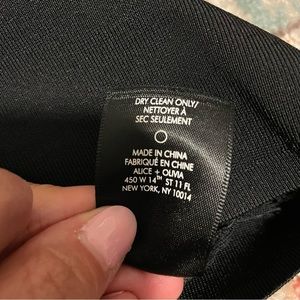 DRY CLEAN ONLY/
NETTOYER À
SEC SEULEMENT
MADE IN CHINA
FABRIQUÉ EN CHINE
ALICE + OLIVIA
450 W 14TH ST 11 FL
NEW YORK, NY 10014